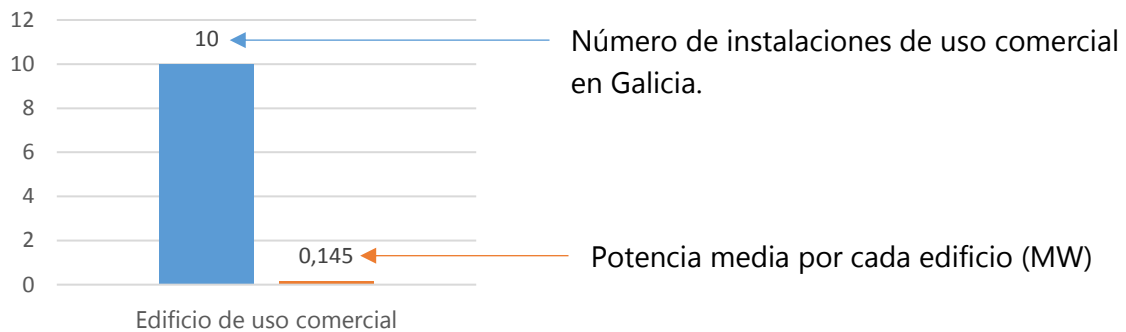 12
10
8
6
4
2
0
10
0,145
Edificio de uso comercial
Número de instalaciones de uso comercial
en Galicia.
Potencia media por cada edificio (MW)